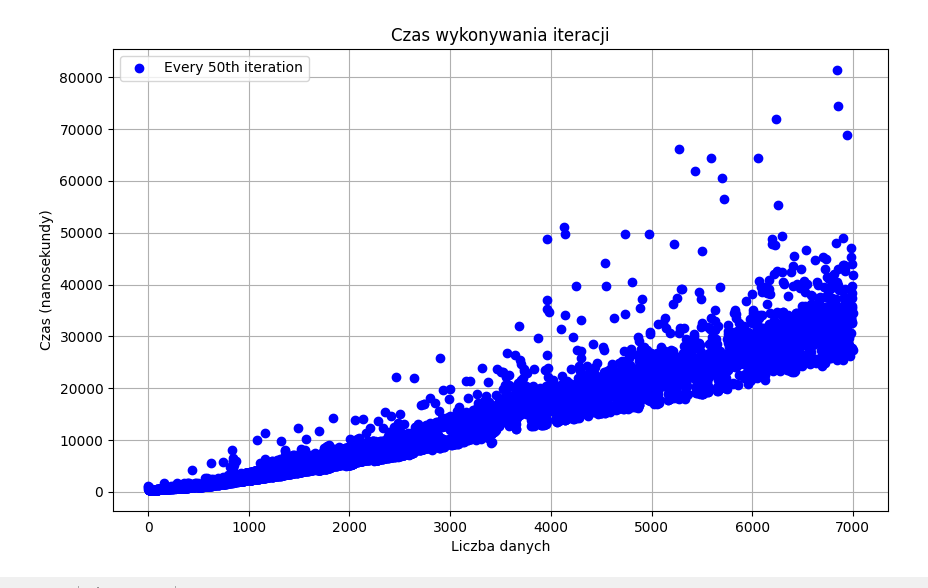 Czas wykonywania iteracji
Every 50th iteration
80000
70000
60000
50000
40000
30000
20000
10000
0
Czas (nanosekundy)
0 1000 2000 3000 4000 5000 6000 7000
Liczba danych